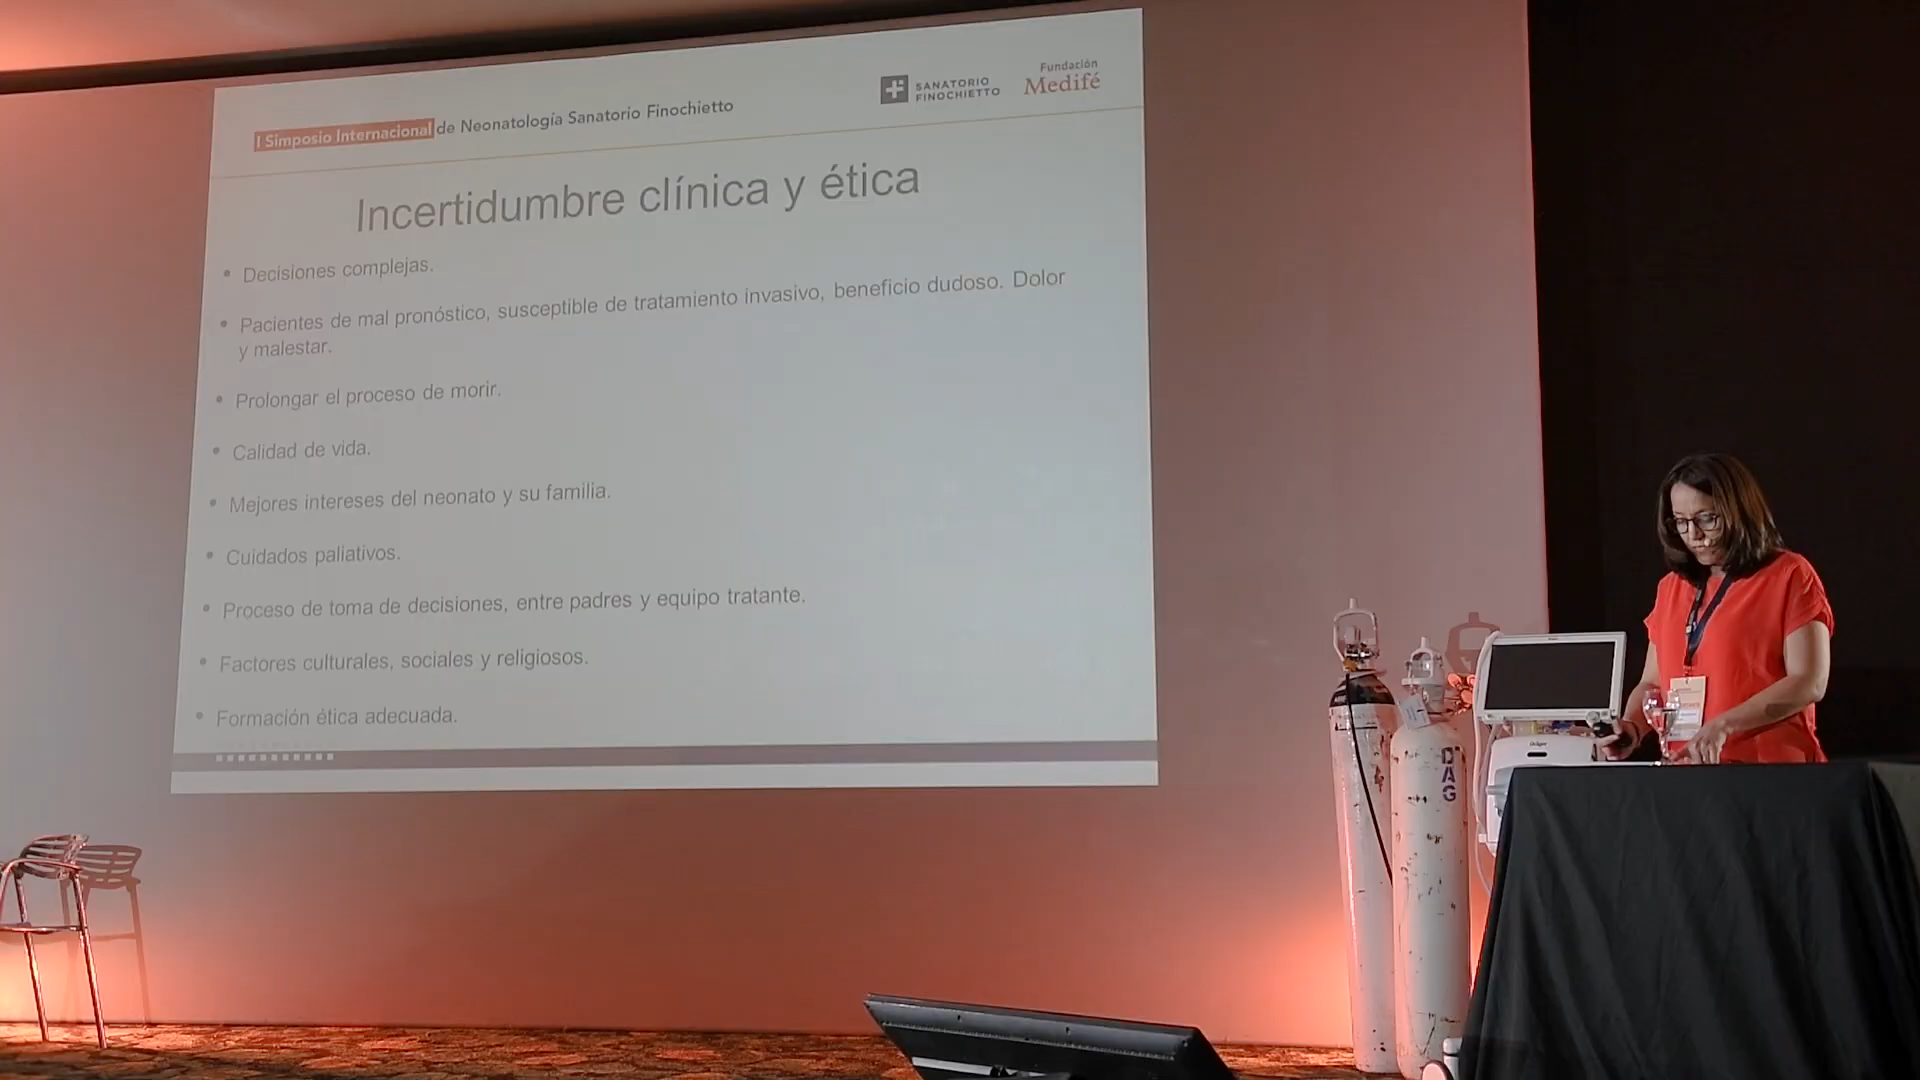 I Simposio Internacional de Neonatología Sanatorio Finochietto
SANATORIO
FINOCHIETTO
Fundación
Medifé
Incertidumbre clínica y ética
• Decisiones complejas.
• Pacientes de mal pronóstico, susceptible de tratamiento invasivo, beneficio dudoso. Dolor
y malestar.
• Prolongar el proceso de morir.
• Calidad de vida.
• Mejores intereses del neonato y su familia.
• Cuidados paliativos.
• Proceso de toma de decisiones, entre padres y equipo tratante.
• Factores culturales, sociales y religiosos.
• Formación ética adecuada.
DAG
Dräger